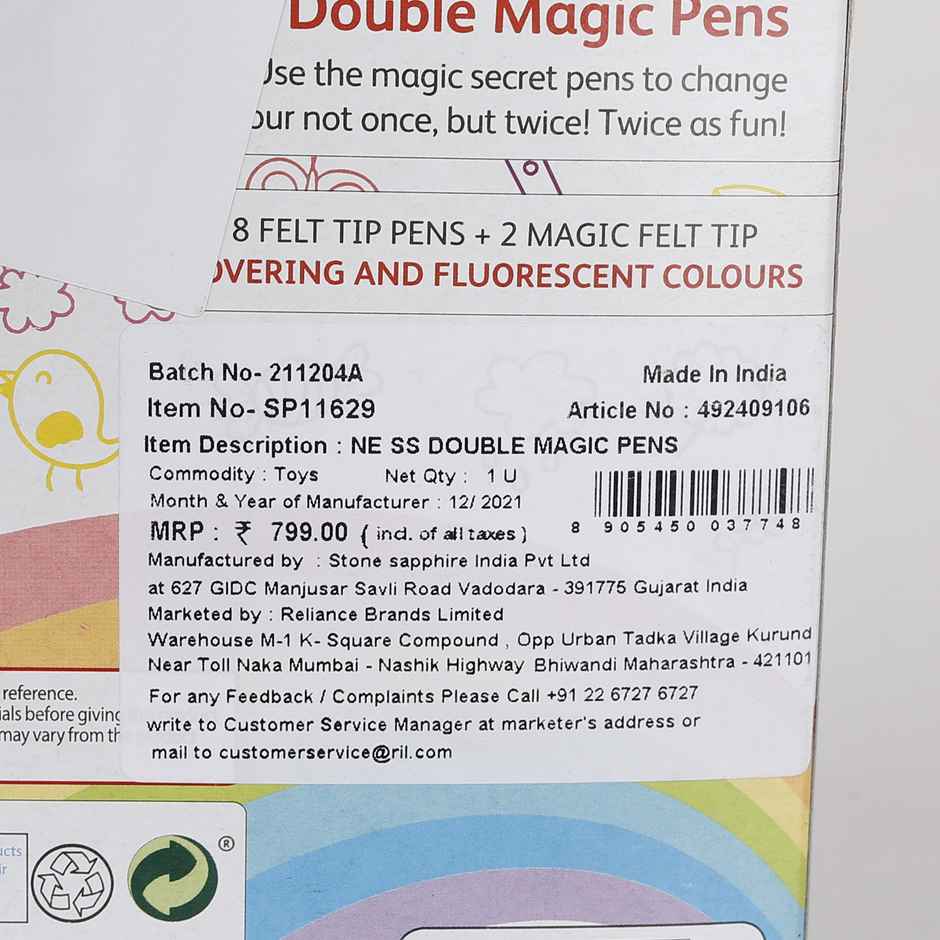 Double Magic Pens
Use the magic secret pens to change
our not once, but twice! Twice as fun!
8 FELT TIP PENS + 2 MAGIC FELT TIP
OVERING AND FLUORESCENT COLOURS
Batch No- 211204A
Made In India
Item No- SP11629
Article No : 492409106
Item Description : NE SS DOUBLE MAGIC PENS
Commodity : Toys Net Qty : 1 U
Month & Year of Manufacturer : 12/ 2021
8 905450 037748
MRP : ₹ 799.00 ( incl. of all taxes )
Manufactured by : Stone sapphire India Pvt Ltd
at 627 GIDC Manjusar Savli Road Vadodara - 391775 Gujarat India
Marketed by : Reliance Brands Limited
Warehouse M-1 K- Square Compound , Opp Urban Tadka Village Kurund
Near Toll Naka Mumbai - Nashik Highway Bhiwandi Maharashtra - 421101
For any Feedback / Complaints Please Call +91 22 6727 6727
write to Customer Service Manager at marketer's address or
mail to customerservice@ril.com
reference.
ials before giving
may vary from th
ucts
ir
®